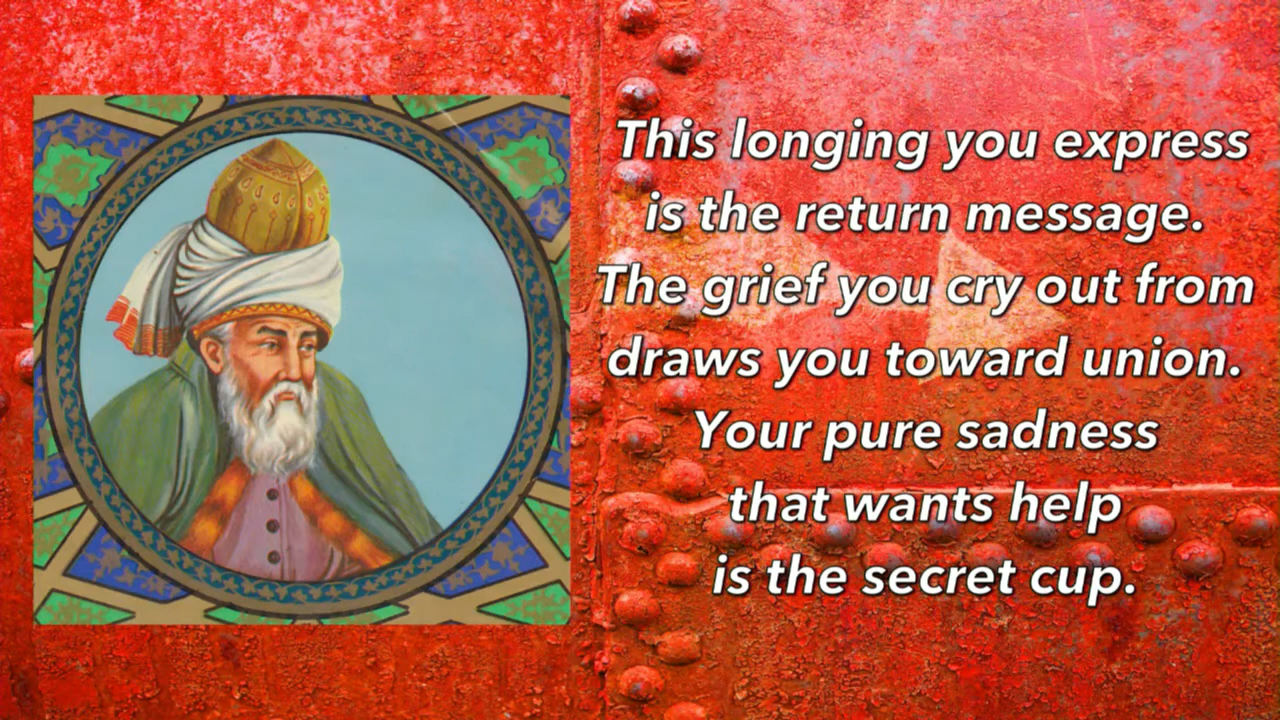 This longing you express
is the return message.
The grief you cry out from
draws you toward union.
Your pure sadness
that wants help
is the secret cup.